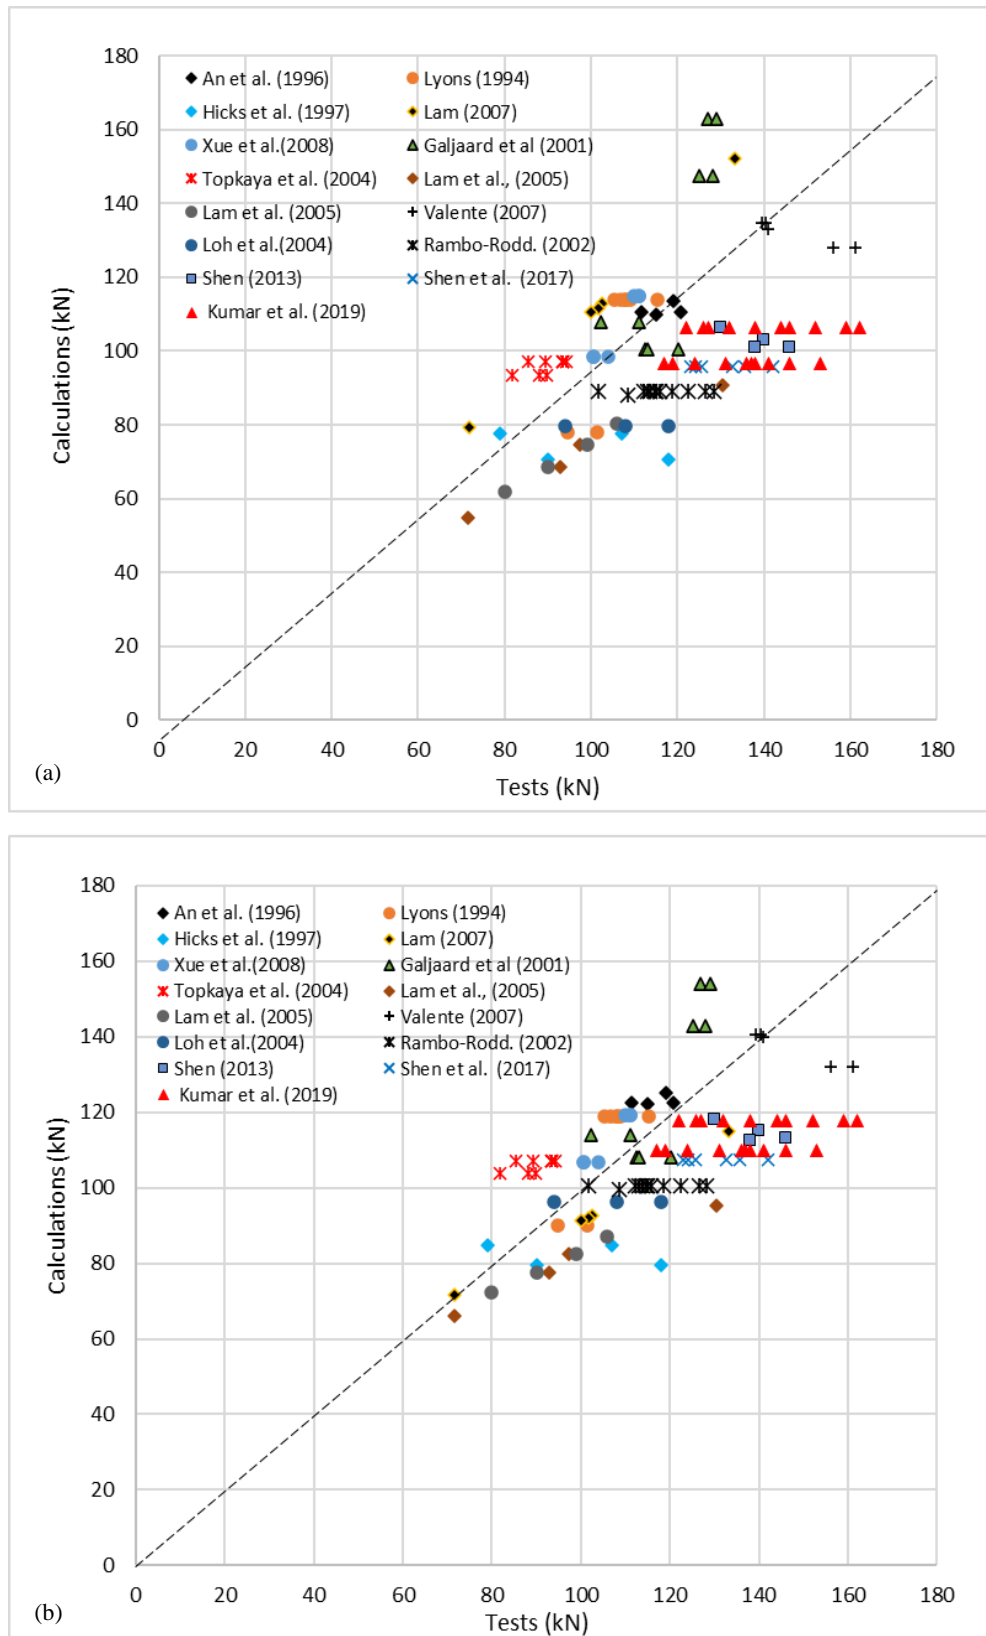 180
160
140
120
100
80
60
40
20
0
Calculations (kN)
An et al. (1996) Lyons (1994)
Hicks et al. (1997) Lam (2007)
Xue et al.(2008) Galjaard et al (2001)
Topkaya et al. (2004) Lam et al., (2005)
Lam et al. (2005) Valente (2007)
Loh et al.(2004) Rambo-Rodd. (2002)
Shen (2013) Shen et al. (2017)
Kumar et al. (2019)
0 20 40 60 80 100 120 140 160 180
Tests (kN)
(a)
180
160
140
120
100
80
60
40
20
0
Calculations (kN)
An et al. (1996) Lyons (1994)
Hicks et al. (1997) Lam (2007)
Xue et al.(2008) Galjaard et al (2001)
Topkaya et al. (2004) Lam et al., (2005)
Lam et al. (2005) Valente (2007)
Loh et al.(2004) Rambo-Rodd. (2002)
Shen (2013) Shen et al. (2017)
Kumar et al. (2019)
0 20 40 60 80 100 120 140 160 180
Tests (kN)
(b)